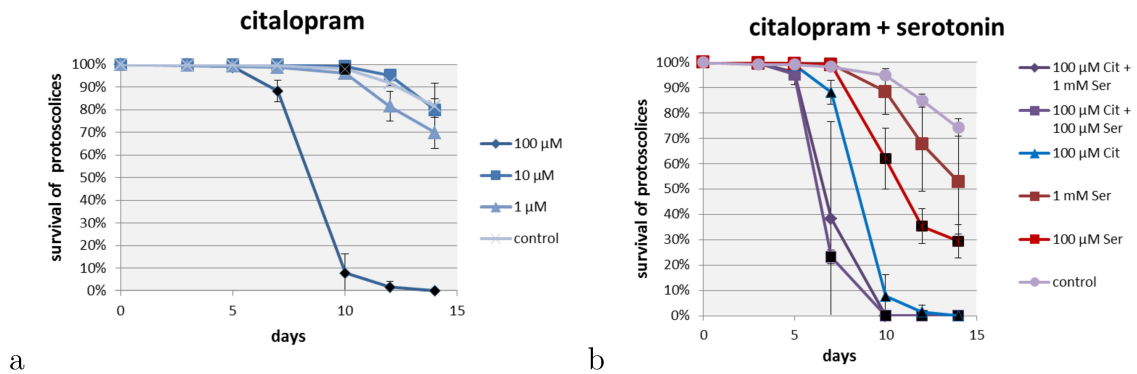 citalopram
100%
90%
80%
70%
60%
50%
40%
30%
20%
10%
0%
survival of protoscolices
0 5 10 15
days
100 µM
10 µM
1 µM
control
a
citalopram + serotonin
100%
90%
80%
70%
60%
50%
40%
30%
20%
10%
0%
survival of protoscolices
0 5 10 15
days
100 µM Cit +
1 mM Ser
100 µM Cit +
100 µM Ser
100 µM Cit
1 mM Ser
100 µM Ser
control
b